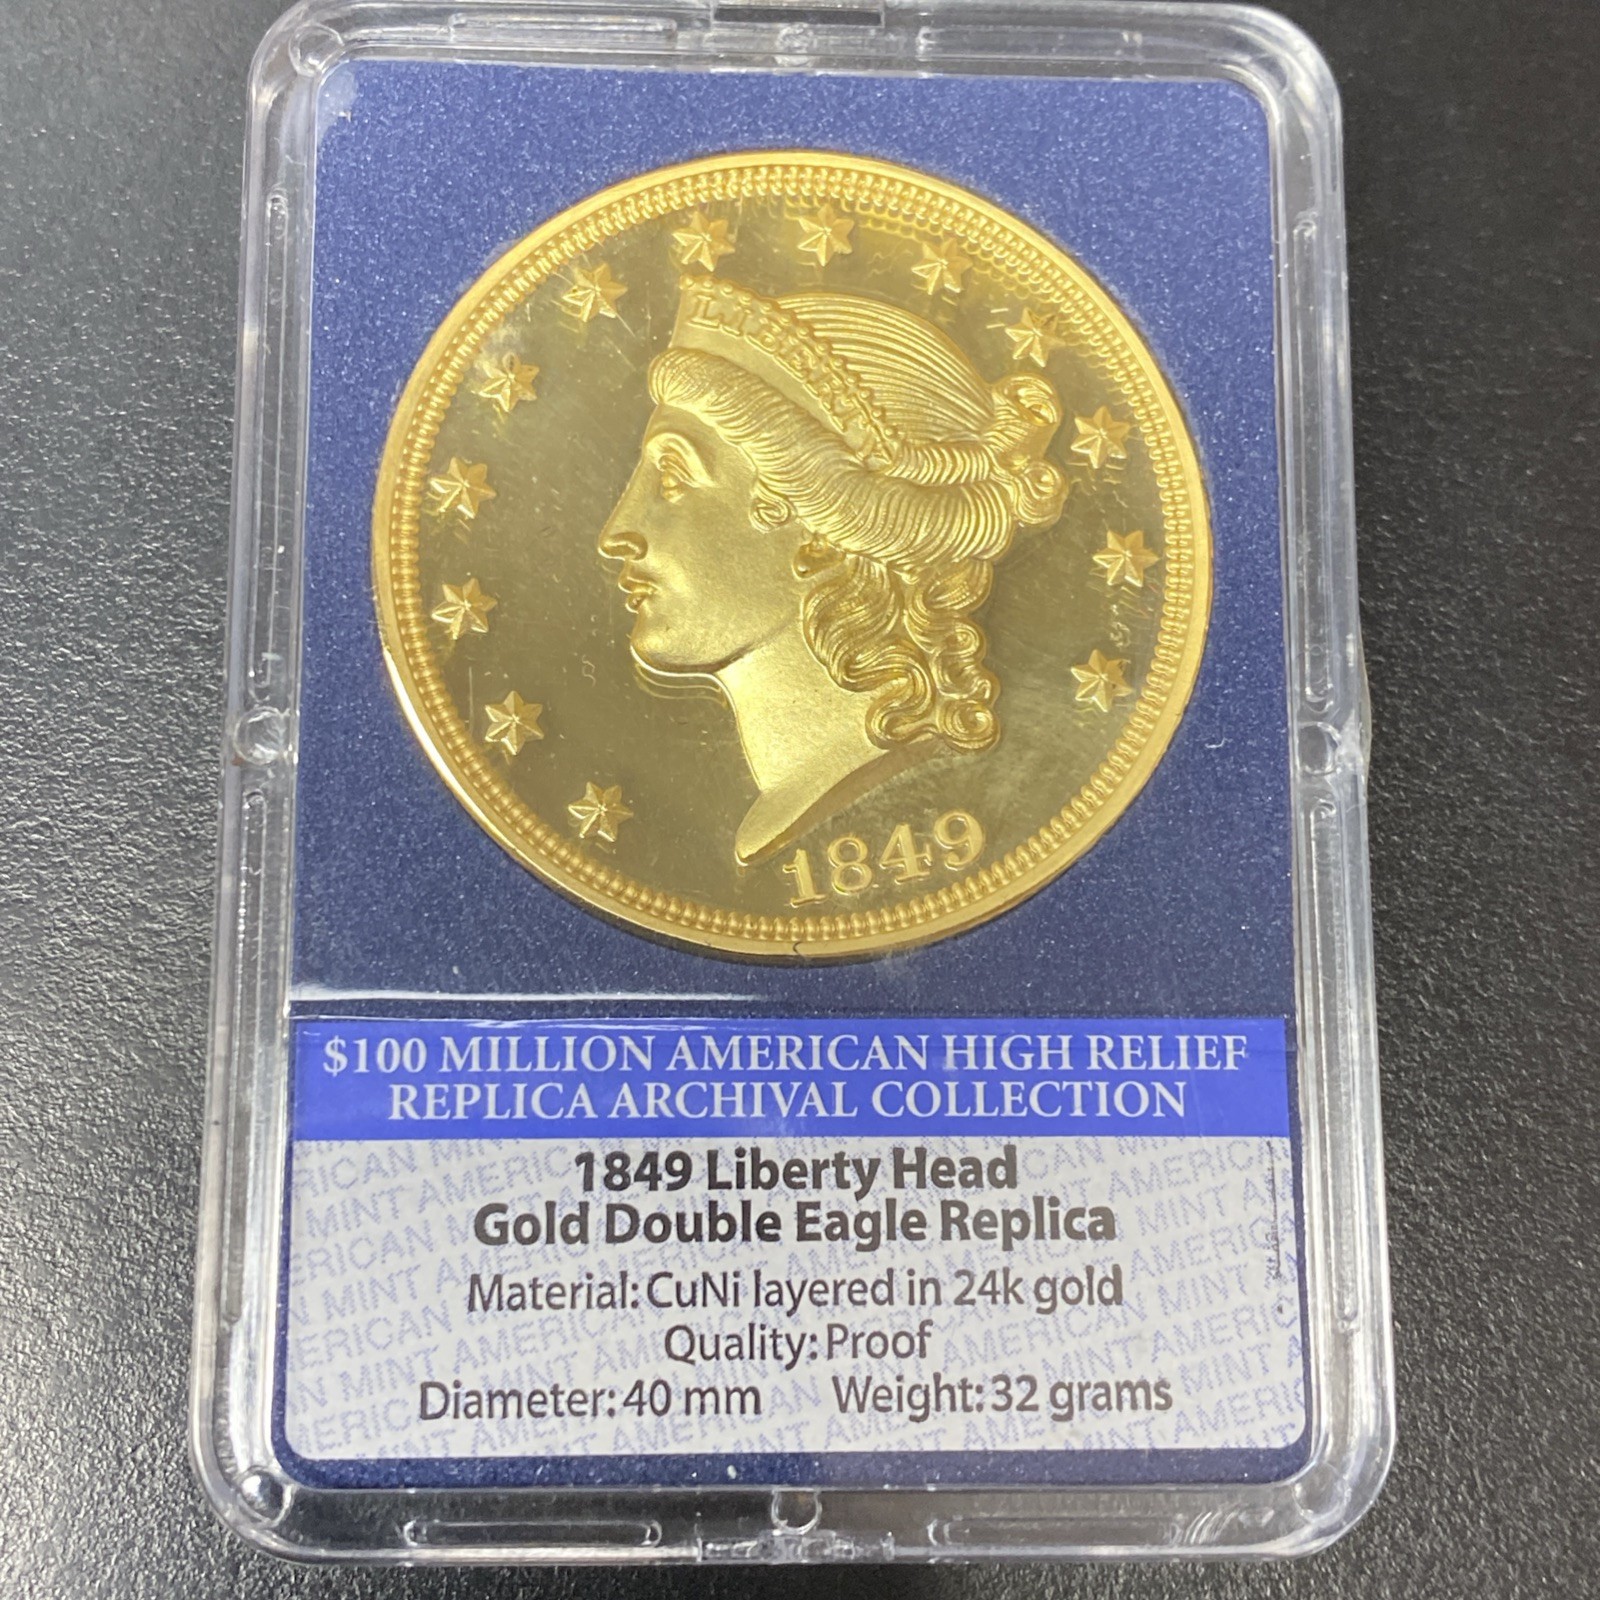 LIBERTY
1849
$100 MILLION AMERICAN HIGH RELIEF
REPLICA ARCHIVAL COLLECTION
1849 Liberty Head
Gold Double Eagle Replica
Material: CuNi layered in 24k gold
Quality: Proof
Diameter: 40 mm Weight: 32 grams